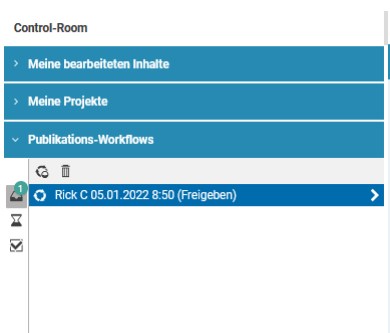 Control-Room
Meine bearbeiteten Inhalte
Meine Projekte
Publikations-Workflows
1
Rick C 05.01.2022 8:50 (Freigeben)